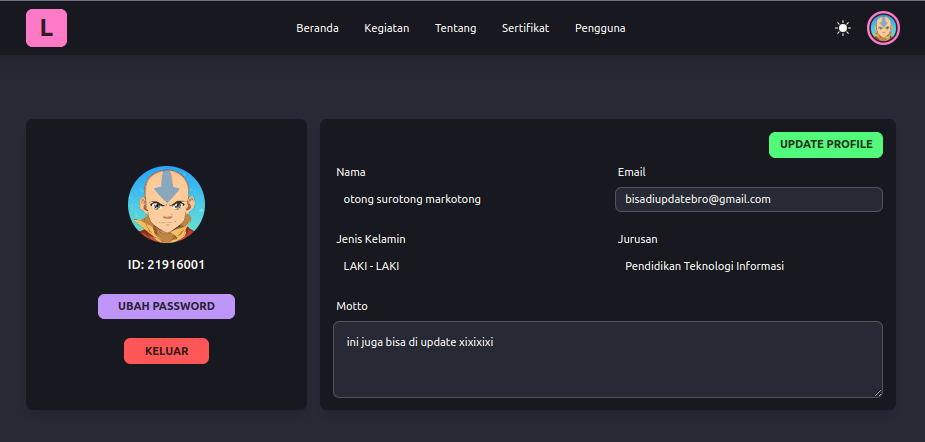 L
Beranda Kegiatan Tentang Sertifikat Pengguna
ID: 21916001
UBAH PASSWORD
KELUAR
UPDATE PROFILE
Nama
otong surotong markotong
Email
bisadiupdatebro@gmail.com
Jenis Kelamin
LAKI - LAKI
Jurusan
Pendidikan Teknologi Informasi
Motto
ini juga bisa di update xixixixi